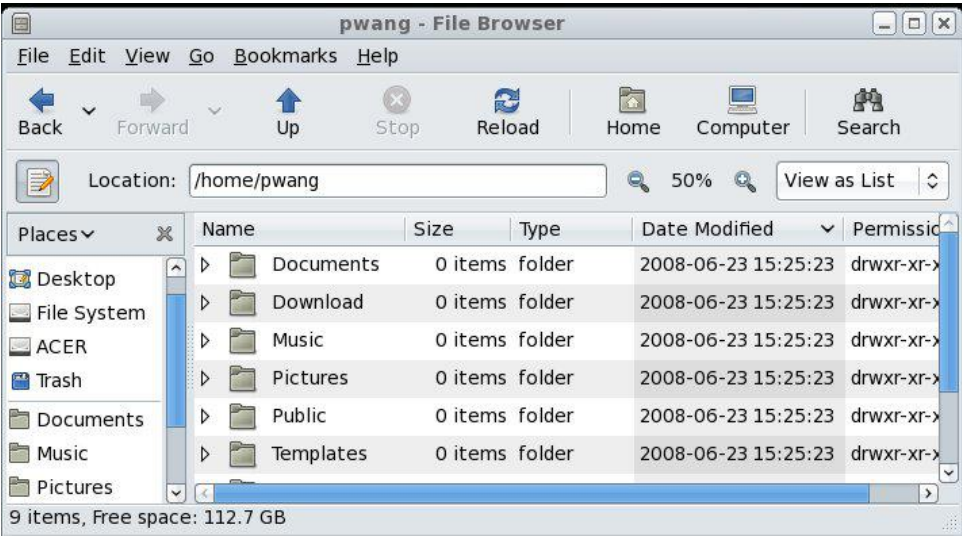 pwang - File Browser
File Edit View Go Bookmarks Help
Back Forward Up Stop Reload Home Computer Search
Location: /home/pwang 50% View as List
Places Name Size Type Date Modified Permissic
Documents 0 items folder 2008-06-23 15:25:23 drwxr-xr-x
Desktop
Download 0 items folder 2008-06-23 15:25:23 drwxr-xr-x
File System
Music 0 items folder 2008-06-23 15:25:23 drwxr-xr-x
ACER
Pictures 0 items folder 2008-06-23 15:25:23 drwxr-xr-x
Trash
Public 0 items folder 2008-06-23 15:25:23 drwxr-xr-x
Documents
Templates 0 items folder 2008-06-23 15:25:23 drwxr-xr-x
Music
Pictures
9 items, Free space: 112.7 GB